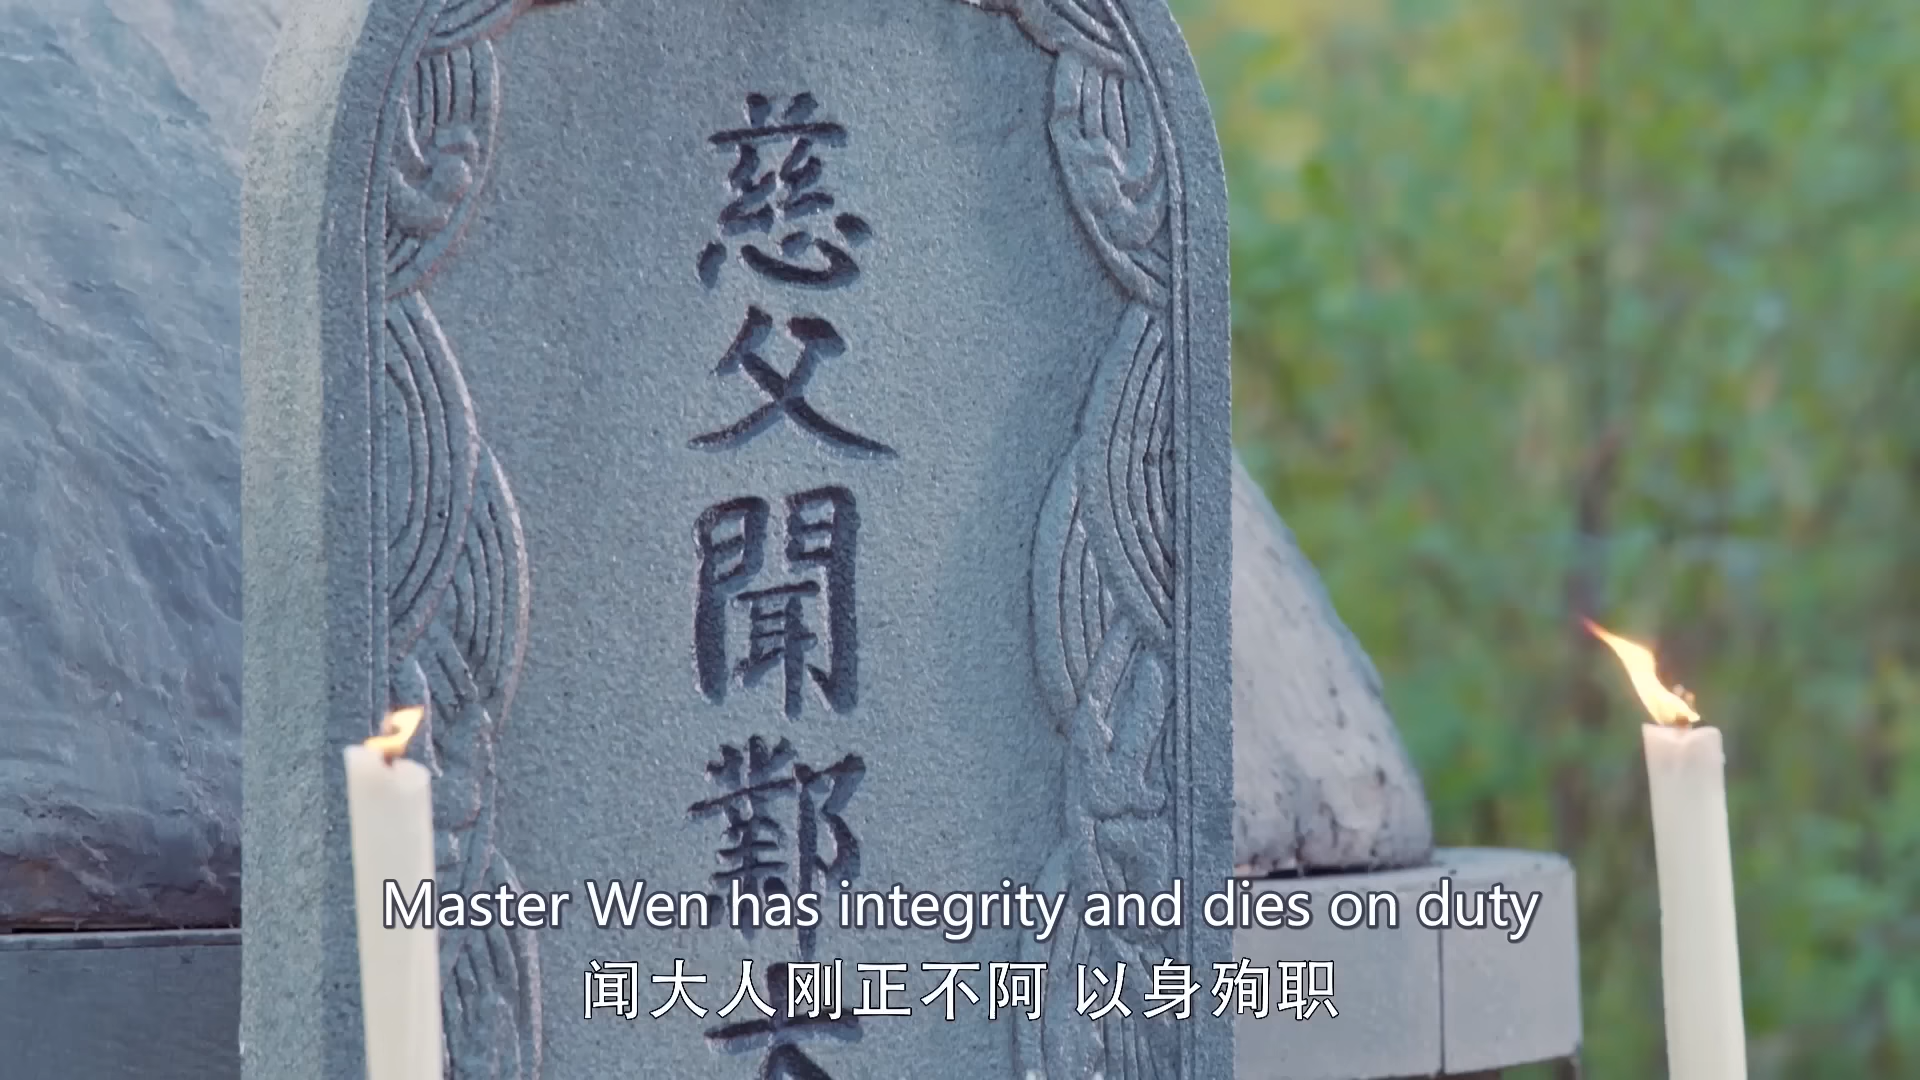 慈父聞
Master Wen has integrity and dies on duty
闻大人刚正不阿 以身殉职